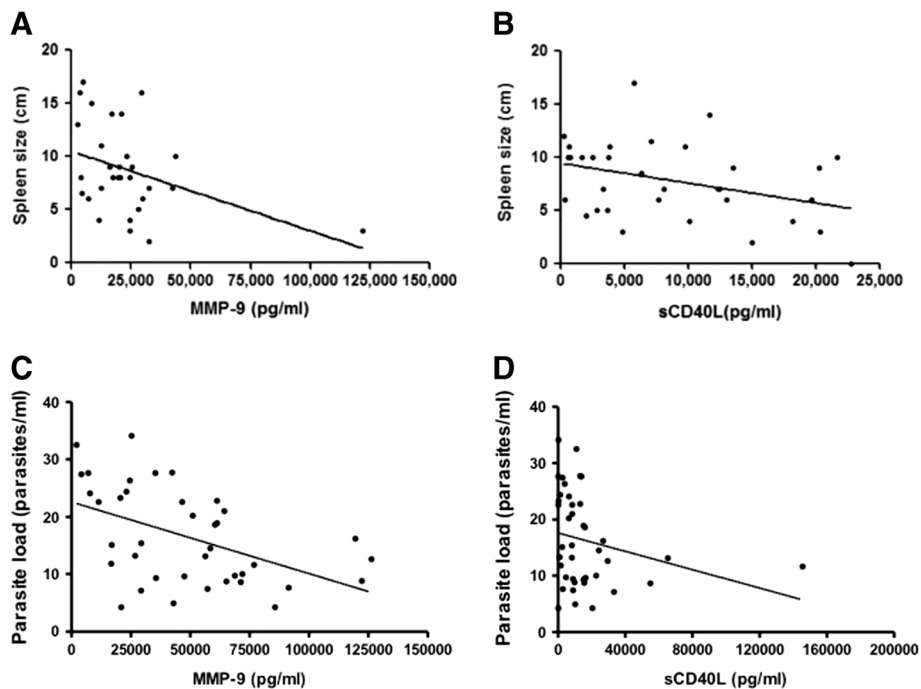 A
Spleen size (cm)
20
15
10
5
0
0 25,000 50,000 75,000 100,000 125,000 150,000
MMP-9 (pg/ml)
B
Spleen size (cm)
20
15
10
5
0
0 5,000 10,000 15,000 20,000 25,000
sCD40L(pg/ml)
C
Parasite load (parasites/ml)
40
30
20
10
0
0 25000 50000 75000 100000 125000 150000
MMP-9 (pg/ml)
D
Parasite load (parasites/ml)
40
30
20
10
0
0 40000 80000 120000 160000 200000
sCD40L (pg/ml)